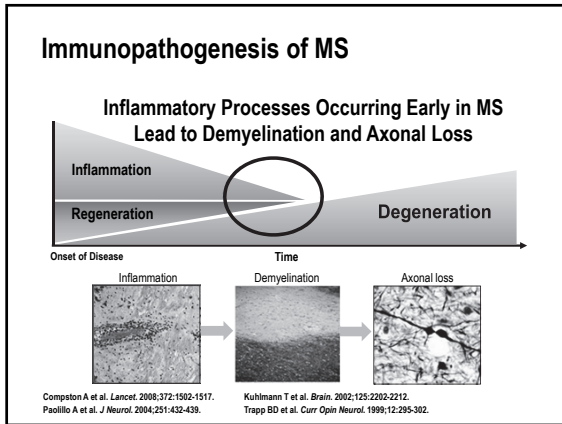 Immunopathogenesis of MS
Inflammatory Processes Occurring Early in MS
Lead to Demyelination and Axonal Loss
Inflammation
Regeneration
Degeneration
Onset of Disease
Time
Inflammation
Demyelination
Axonal loss
Compston A et al. Lancet. 2008;372:1502-1517.
Paolillo A et al. J Neurol. 2004;251:432-439.
Kuhlmann T et al. Brain. 2002;125:2202-2212.
Trapp BD et al. Curr Opin Neurol. 1999;12:295-302.